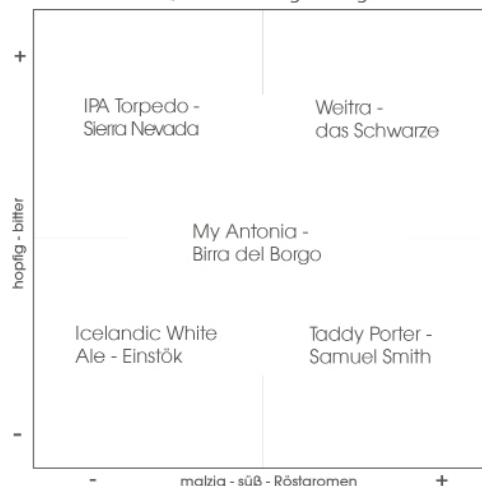 +
IPA Torpedo -
Sierra Nevada
Weitra -
das Schwarze
hopfig - bitter
My Antonia -
Birra del Borgo
Icelandic White
Ale - Einstök
Taddy Porter -
Samuel Smith
-
-
malzig - süß - Röstaromen
+